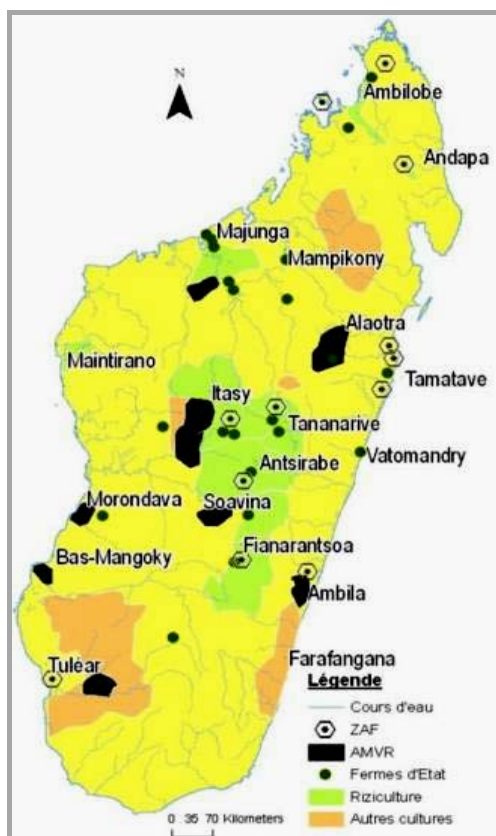 N
Ambilobe
Andapa
Majunga
Mampikony
Alaotra
Maintirano
Tamatave
Itasy
Tananarive
Antsirabe
Vatomandry
Morondava
Soavina
Fianarantsoa
Bas-Mangoky
Ambila
Tuléar
Farafangana
Légende
Cours d'eau
ZAF
AMVR
Fermes d'Etat
Riziculture
Autres cultures
0 35 70 Kilometers